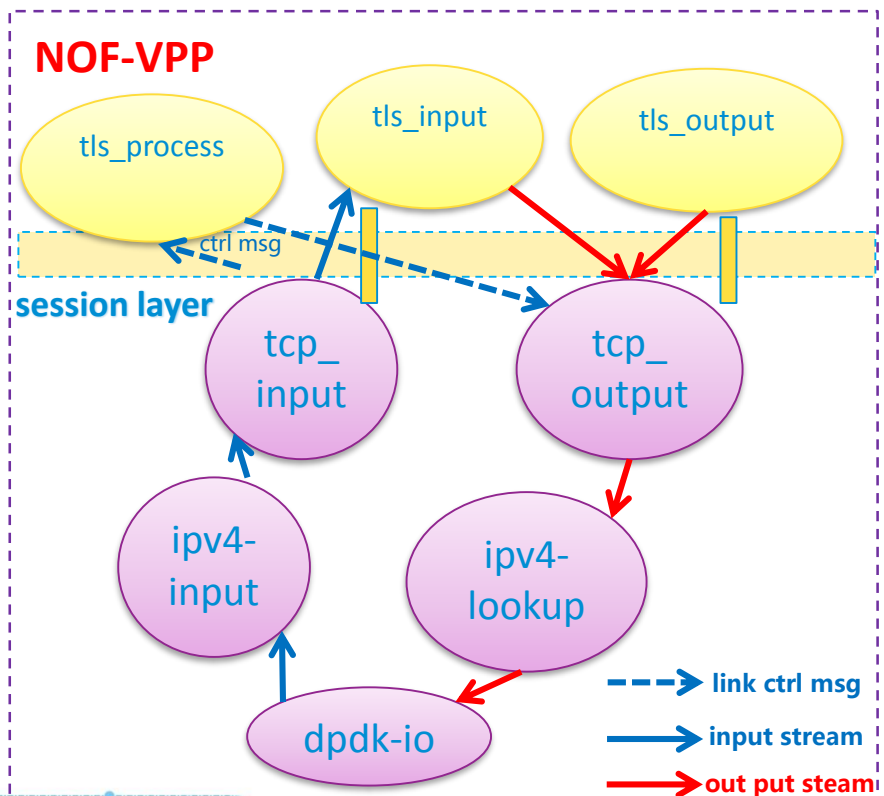 NOF-VPP
tls_process
tls_input
tls_output
ctrl msg
session layer
tcp_
input
tcp_
output
ipv4-
input
ipv4-
lookup
dpdk-io
link ctrl msg
input stream
out put steam